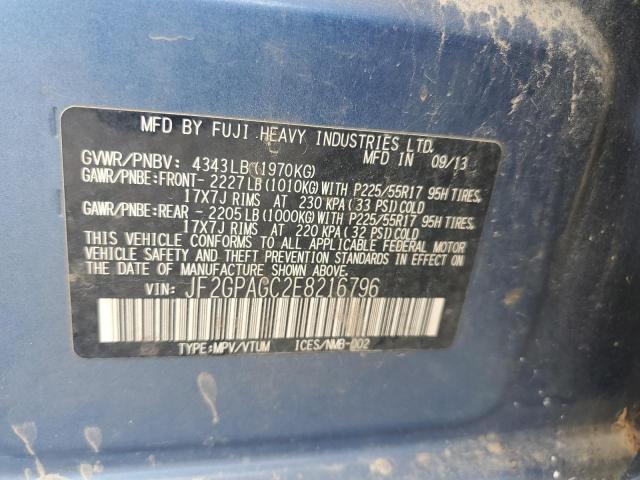 MFD BY FUJI HEAVY INDUSTRIES LTD.
MFD IN 09/13
GVWR/PNBV: 4343LB(1970KG)
GAWR/PNBE:FRONT- 2227LB(1010KG)WITH P225/55R17 95H TIRES,
17X7J RIMS AT 230 KPA(33 PSI)COLD
GAWR/PNBE:REAR - 2205LB(1000KG)WITH P225/55R17 95H TIRES,
17X7J RIMS AT 220 KPA(32 PSI)COLD
THIS VEHICLE CONFORMS TO ALL APPLICABLE FEDERAL MOTOR
VEHICLE SAFETY AND THEFT PREVENTION STANDARDS IN EFFECT
ON THE DATE OF MANUFACTURE SHOWN ABOVE.
VIN: JF2GPAGC2E8216796
TYPE:MPV/VTUM ICES/NMB-002